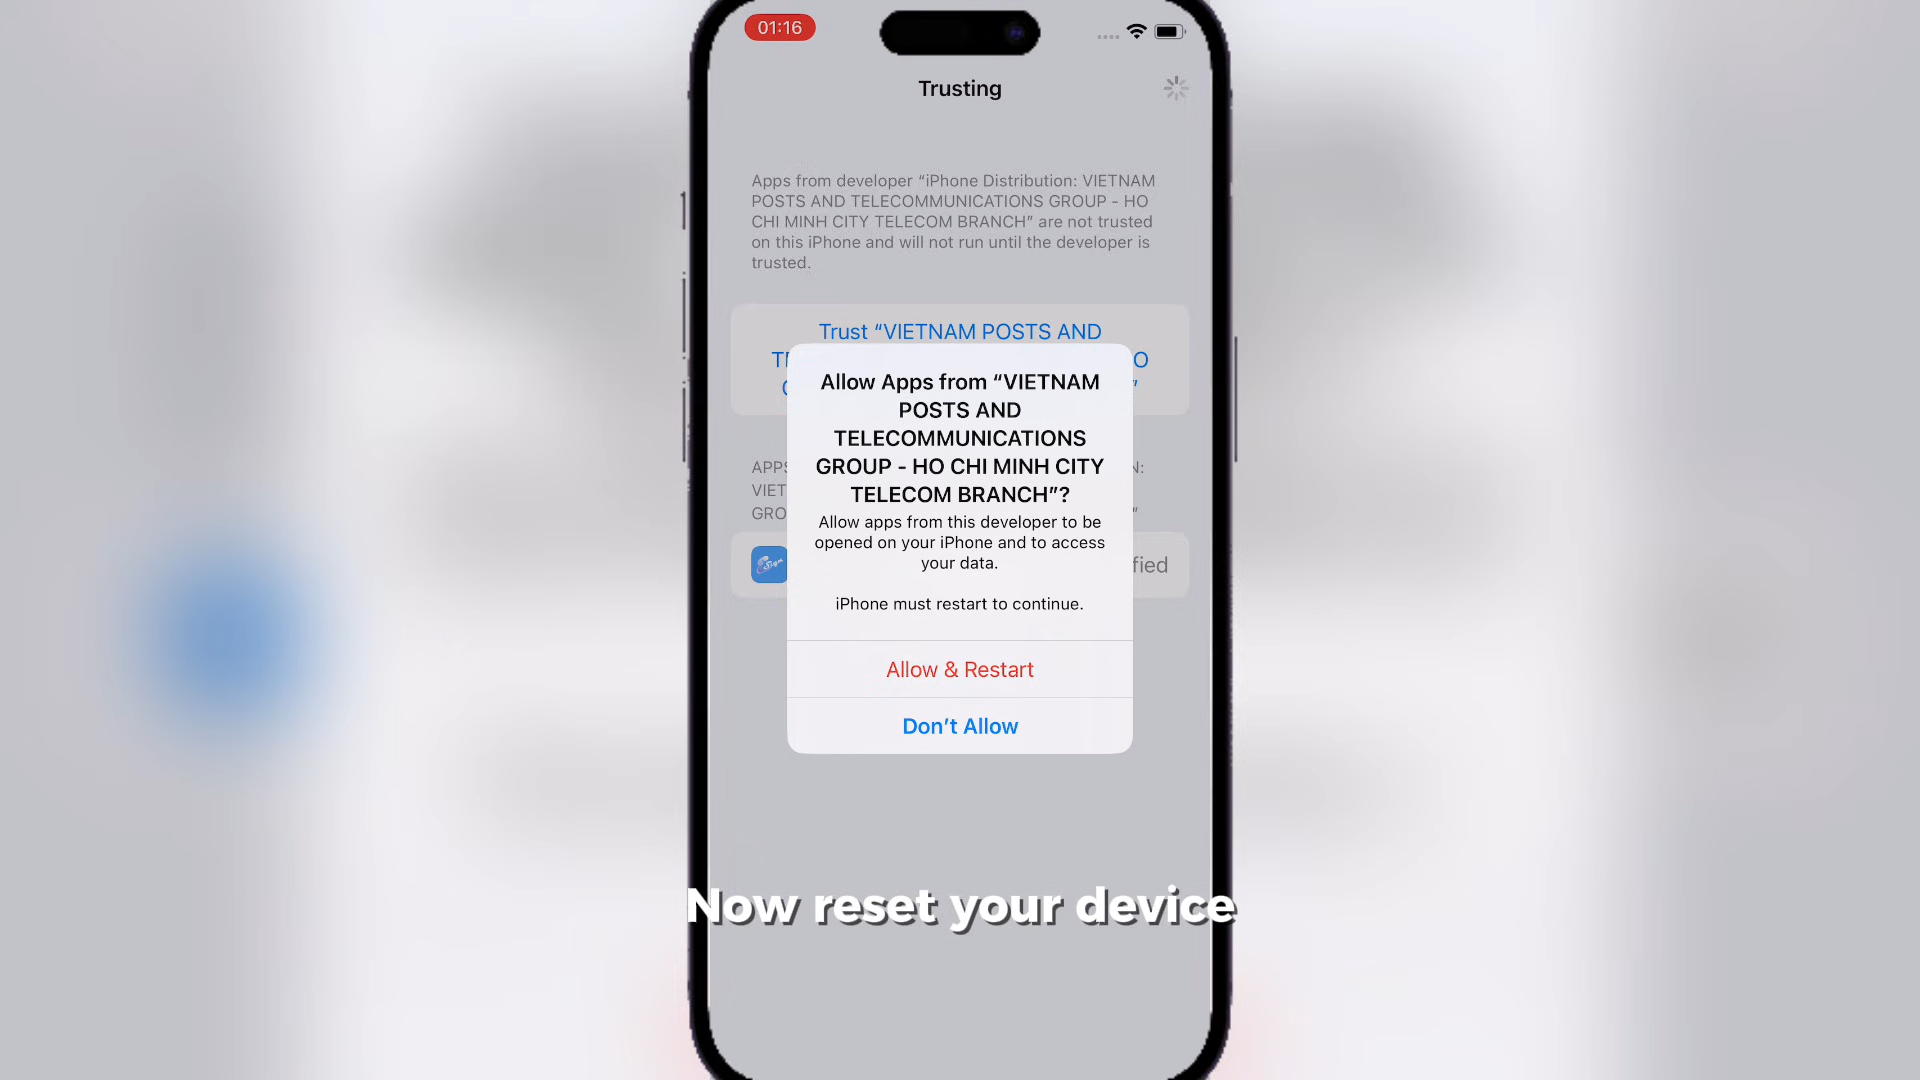 01:16
Trusting
Apps from developer “iPhone Distribution: VIETNAM
POSTS AND TELECOMMUNICATIONS GROUP - HO
CHI MINH CITY TELECOM BRANCH” are not trusted
on this iPhone and will not run until the developer is
trusted.
Trust “VIETNAM POSTS AND
Allow Apps from “VIETNAM
POSTS AND
TELECOMMUNICATIONS
GROUP - HO CHI MINH CITY
TELECOM BRANCH”?
Allow apps from this developer to be
opened on your iPhone and to access
your data.
iPhone must restart to continue.
Allow & Restart
Don’t Allow
Now reset your device